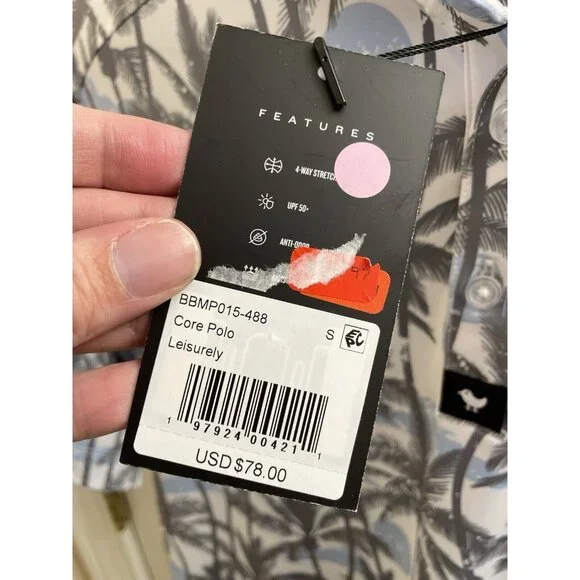 FEATURES
4-WAY STRETC
UPF 50+
ANTI-ODOR
BBMP015-488
Core Polo S
Leisurely
1 97924 00421 1
USD $78.00